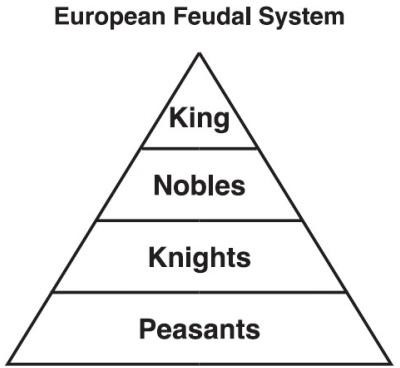 European Feudal System
King
Nobles
Knights
Peasants